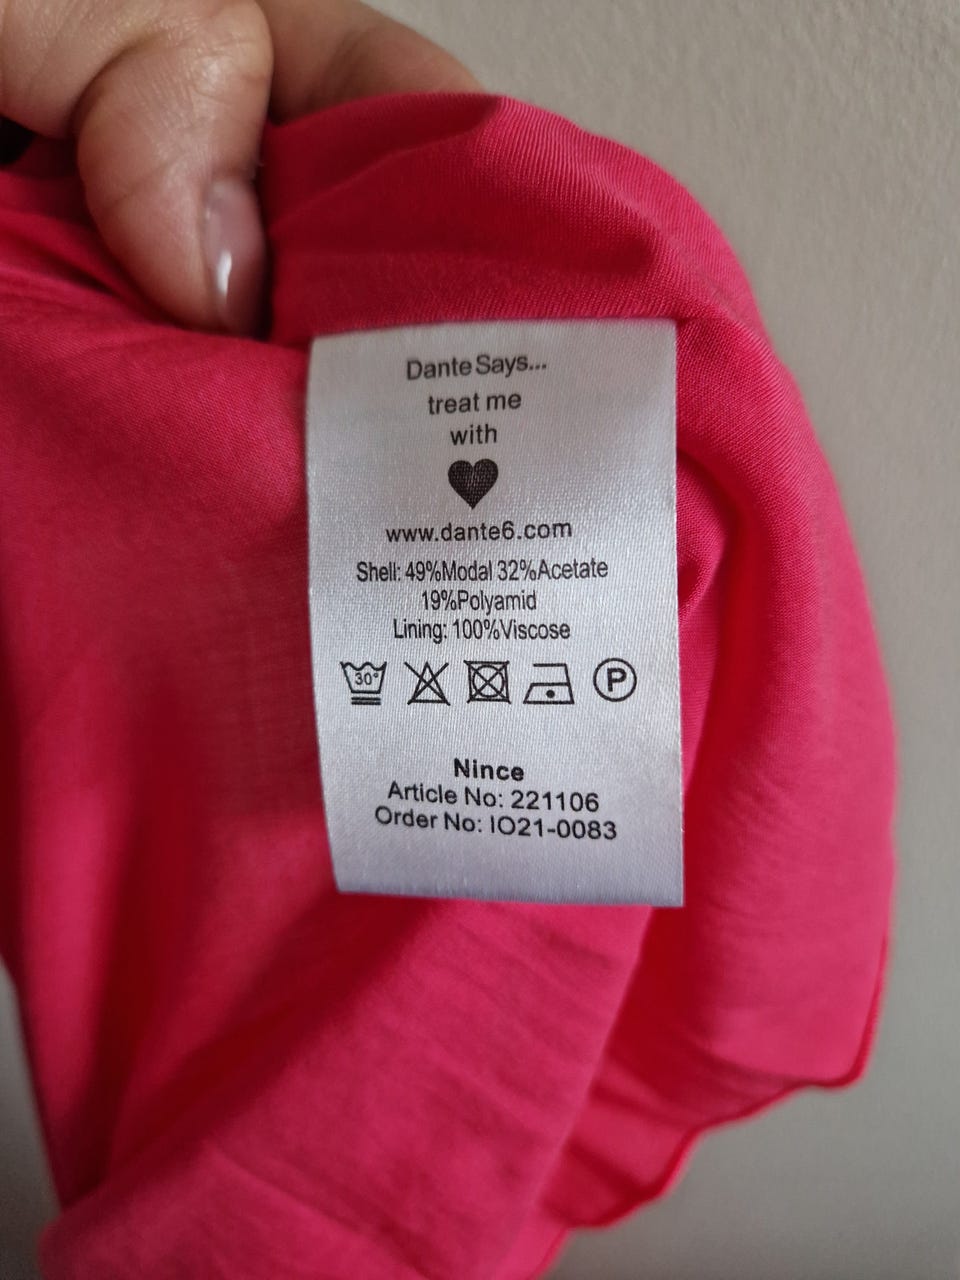 Dante Says...
treat me
with
www.dante6.com
Shell: 49%Modal 32%Acetate
19%Polyamid
Lining: 100%Viscose
30° P
Nince
Article No: 221106
Order No: IO21-0083